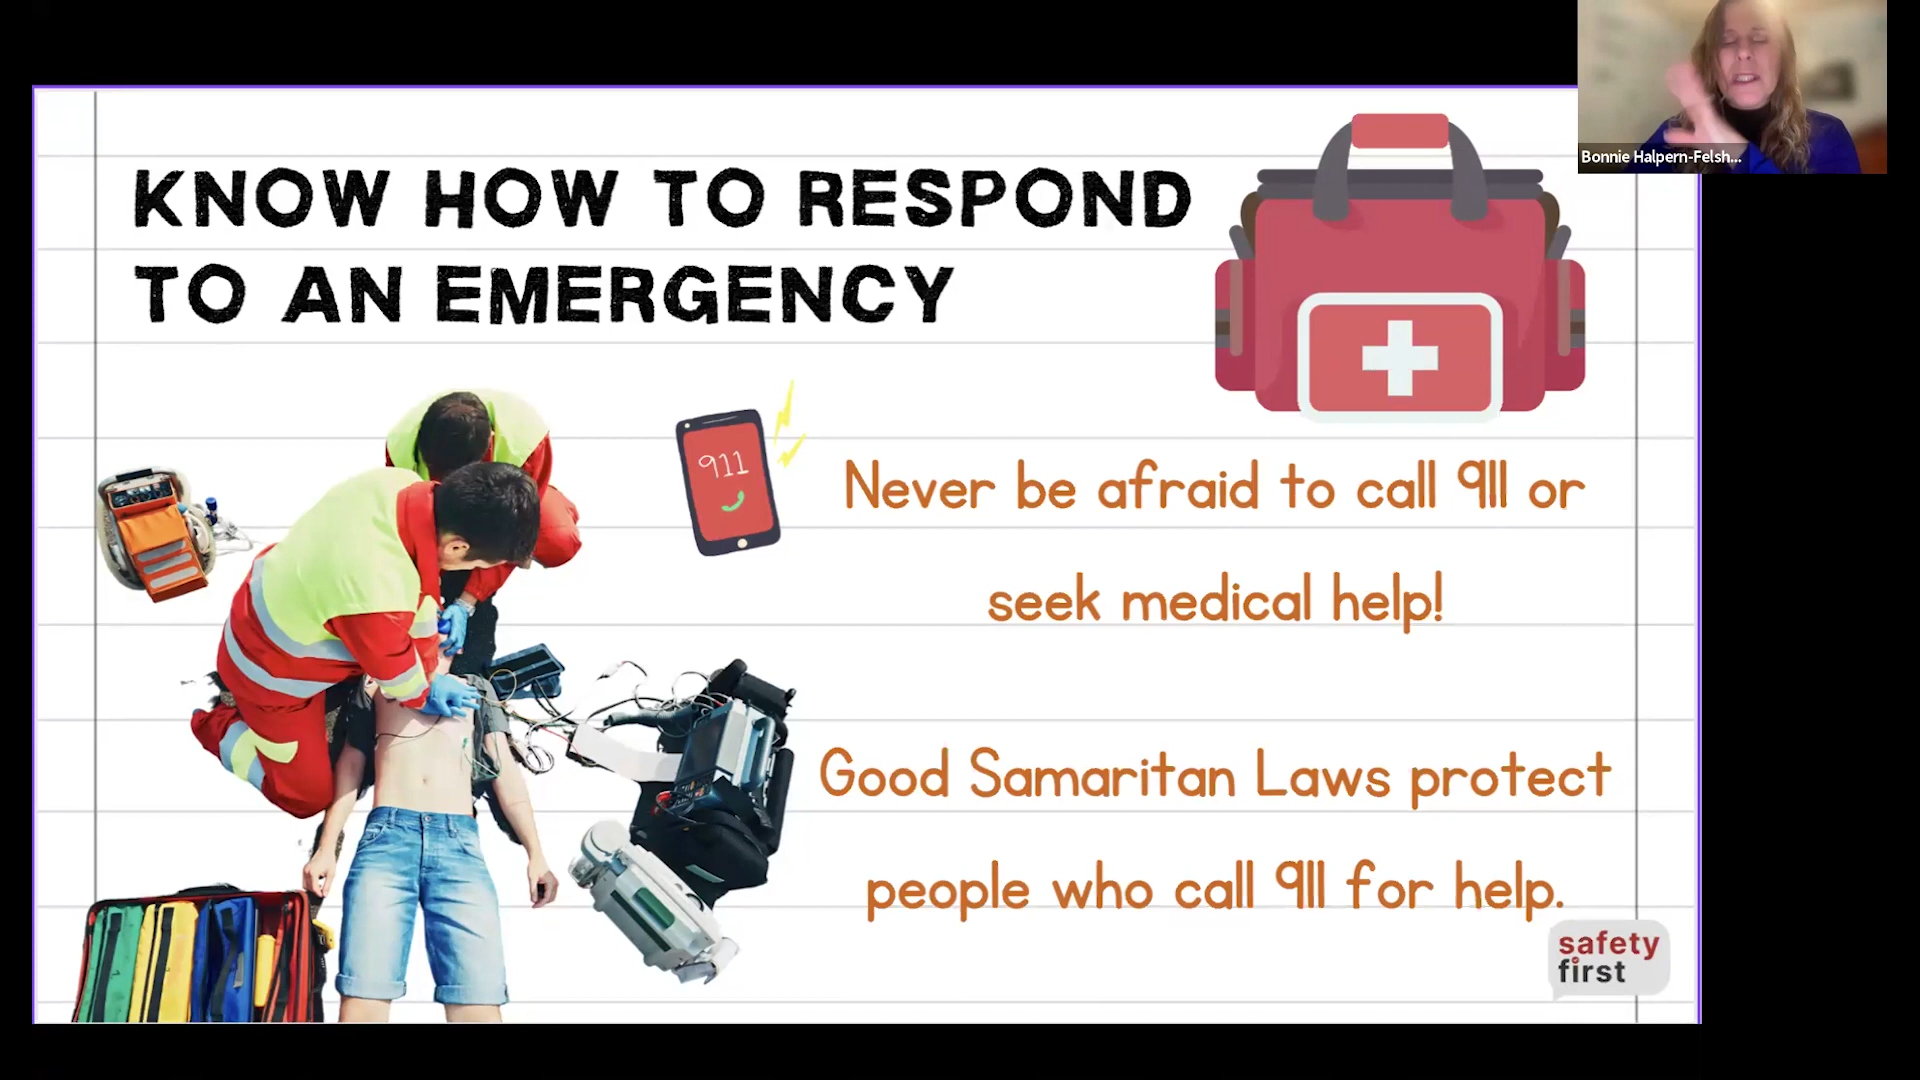 Bonnie Halpern-Felsh...
KNOW HOW TO RESPOND
TO AN EMERGENCY
911
Never be afraid to call 911 or
seek medical help!
Good Samaritan Laws protect
people who call 911 for help.
safety
first